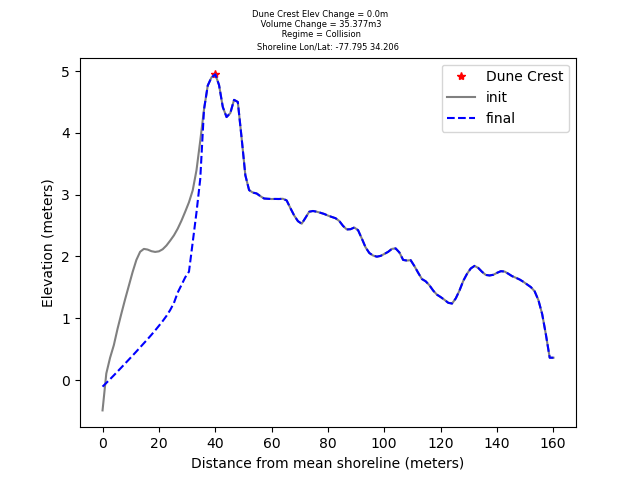 Dune Crest Elev Change = 0.0m
Volume Change = 35.377m3
Regime = Collision
Shoreline Lon/Lat: -77.795 34.206
Dune Crest
init
final
5
4
3
2
1
0
Elevation (meters)
0 20 40 60 80 100 120 140 160
Distance from mean shoreline (meters)